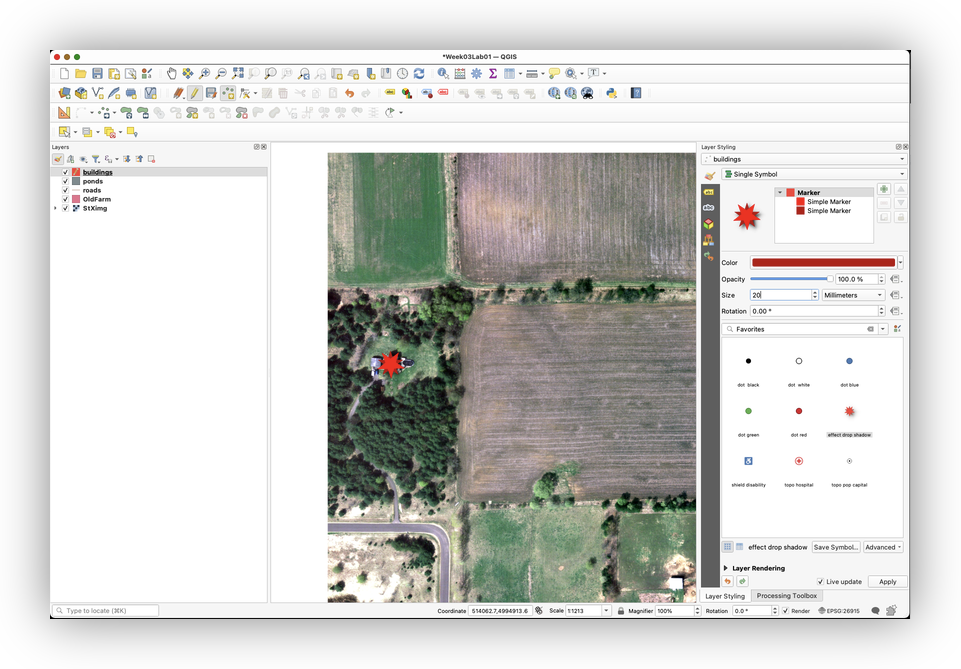 *Week03Lab01 — QGIS
Layers
buildings
ponds
roads
OldFarm
StXimg
Layer Styling
buildings
Single Symbol
Marker
Simple Marker
Simple Marker
Color
Opacity 100.0 %
Size 20 Millimeters
Rotation 0.00 °
Favorites
dot black dot white dot blue
dot green dot red effect drop shadow
shield disability topo hospital topo pop capital
effect drop shadow Save Symbol... Advanced
Layer Rendering
Live update Apply
Layer Styling Processing Toolbox
Type to locate (⌘K) Coordinate 514062.7,4994913.6 Scale 1:1213 Magnifier 100% Rotation 0.0 ° Render EPSG:26915